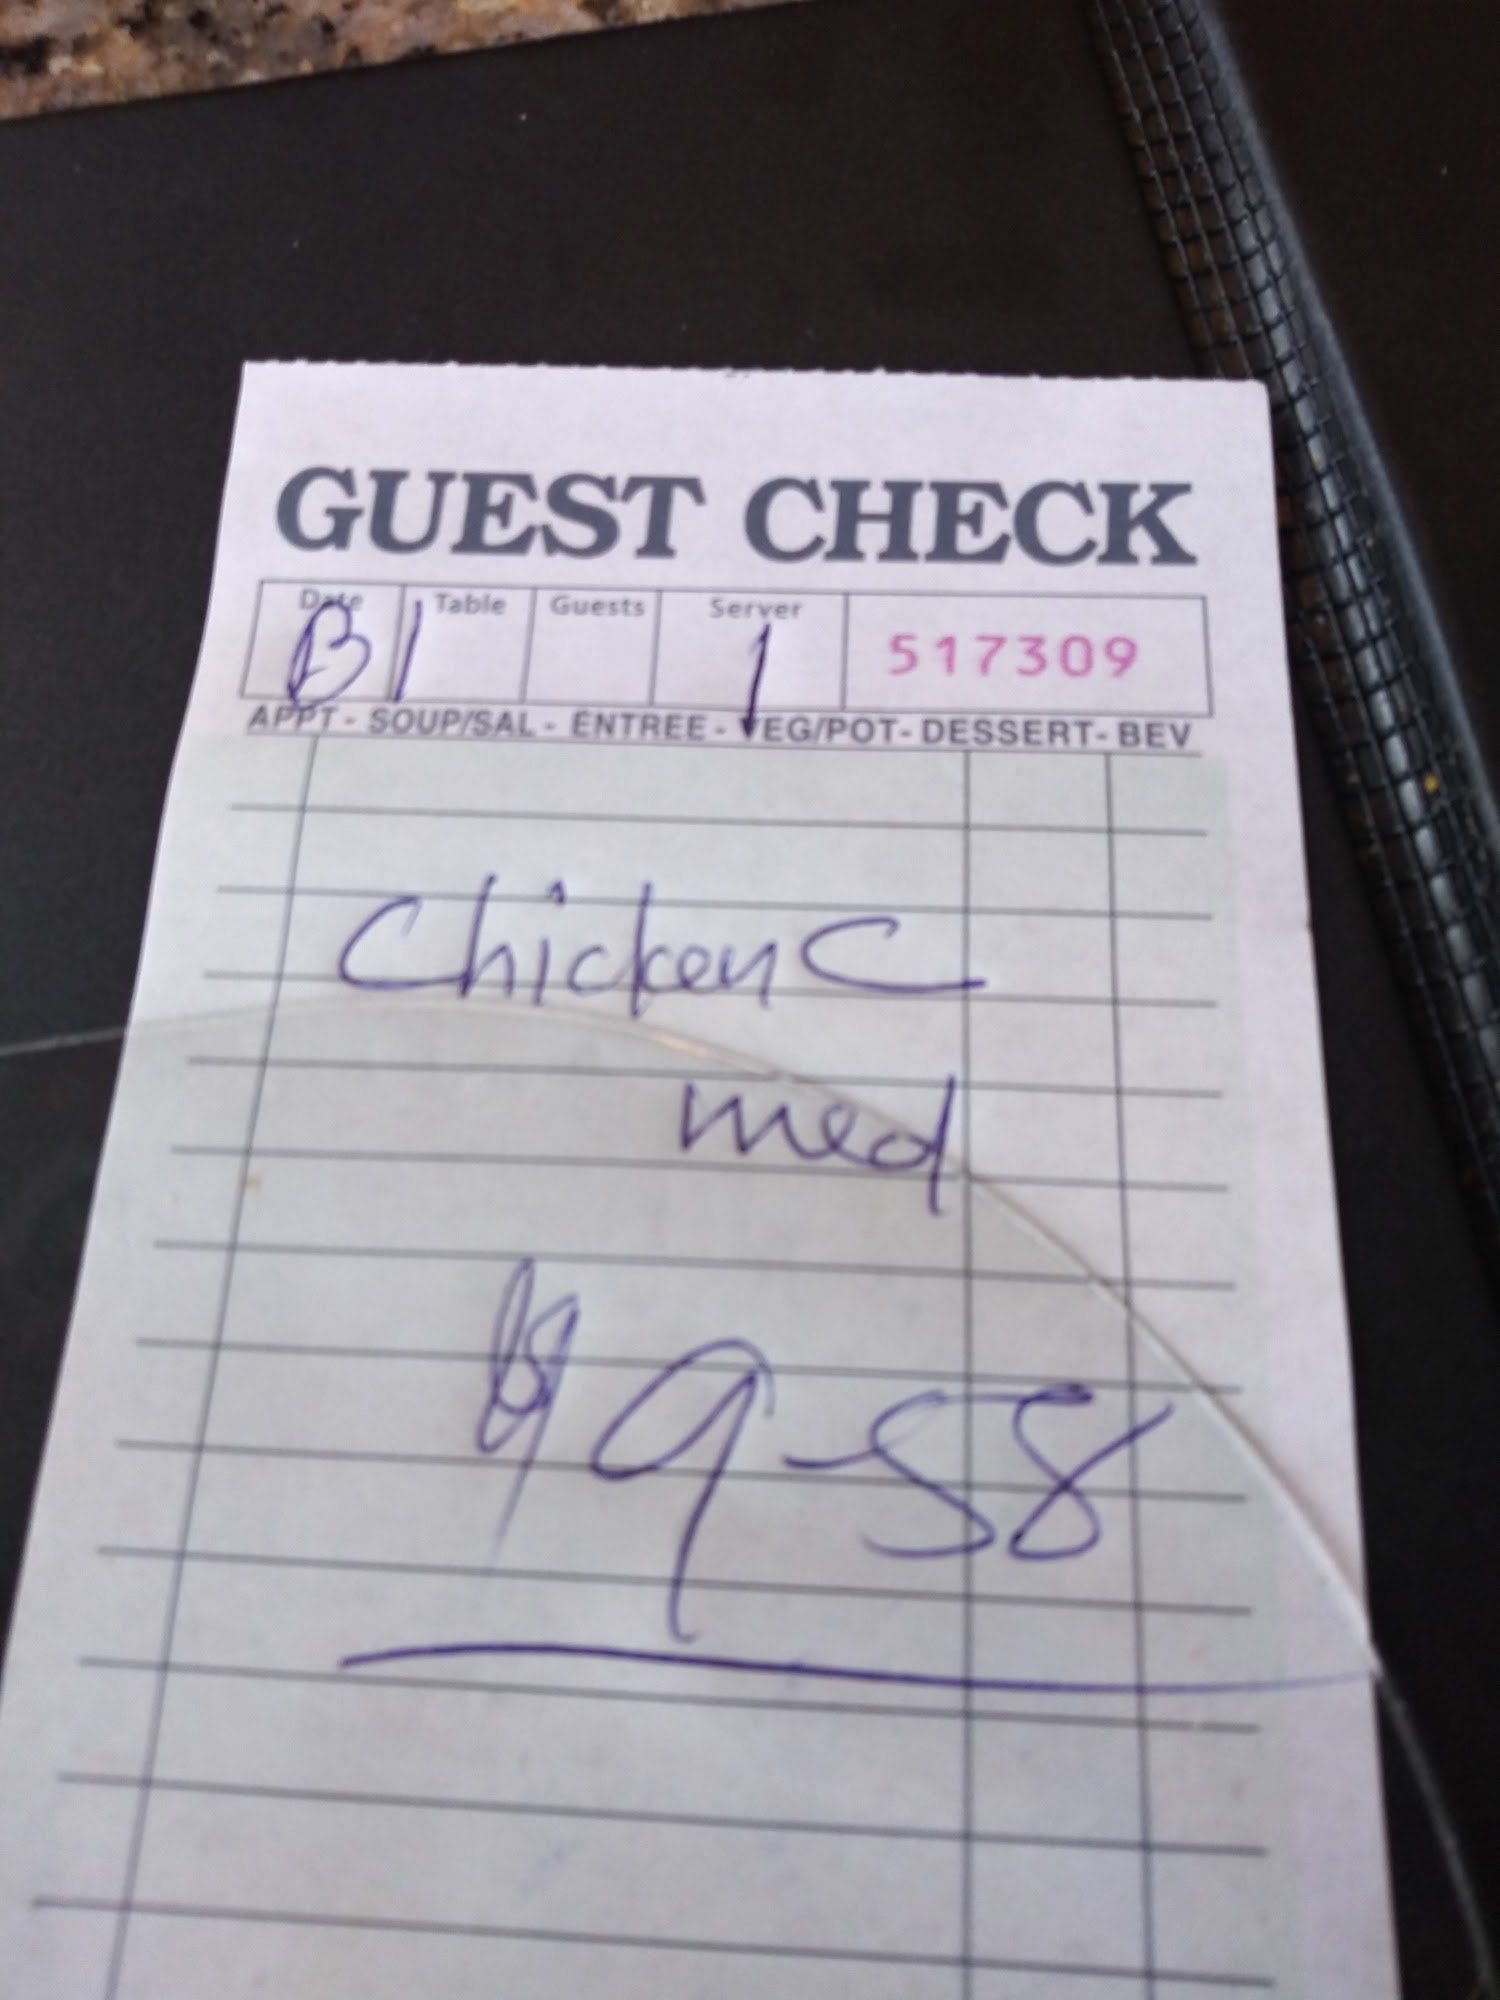 GUEST CHECK
Date Table Guests Server
B1 1 517309
APPT - SOUP/SAL - ENTREE - VEG/POT - DESSERT - BEV
Chicken C
med
$9-58